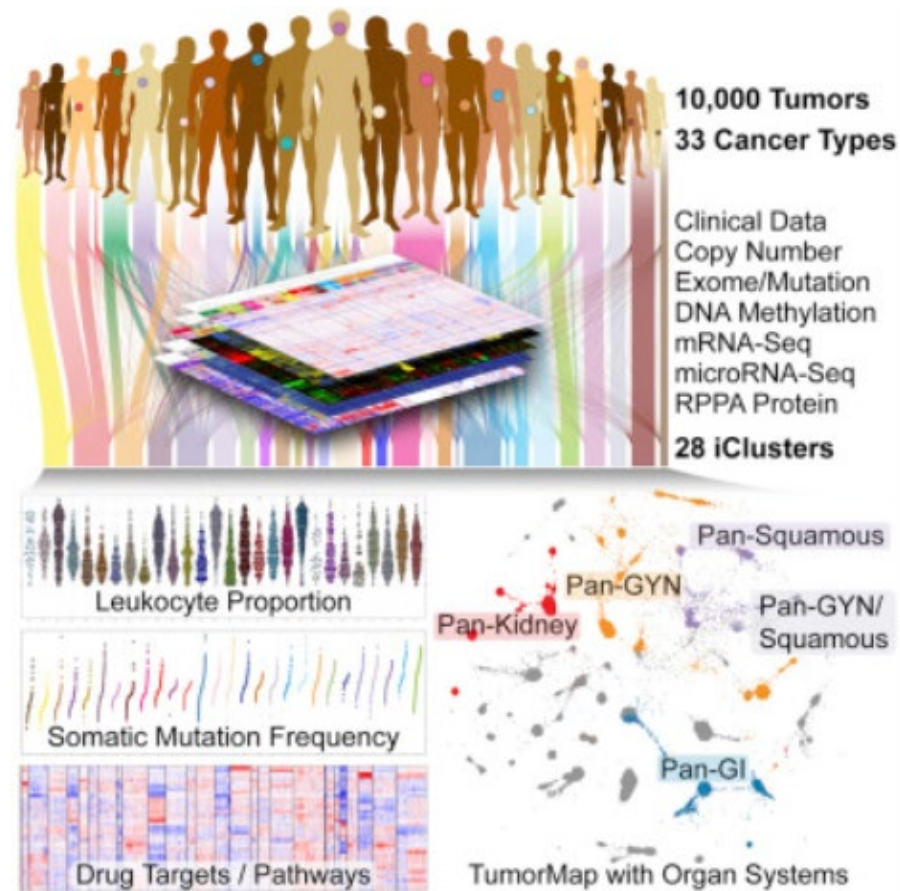 10,000 Tumors
33 Cancer Types
Clinical Data
Copy Number
Exome/Mutation
DNA Methylation
mRNA-Seq
microRNA-Seq
RPPA Protein
28 iClusters
Leukocyte Proportion
Somatic Mutation Frequency
Drug Targets / Pathways
Pan-Squamous
Pan-GYN
Pan-GYN/
Squamous
Pan-Kidney
Pan-GI
TumorMap with Organ Systems